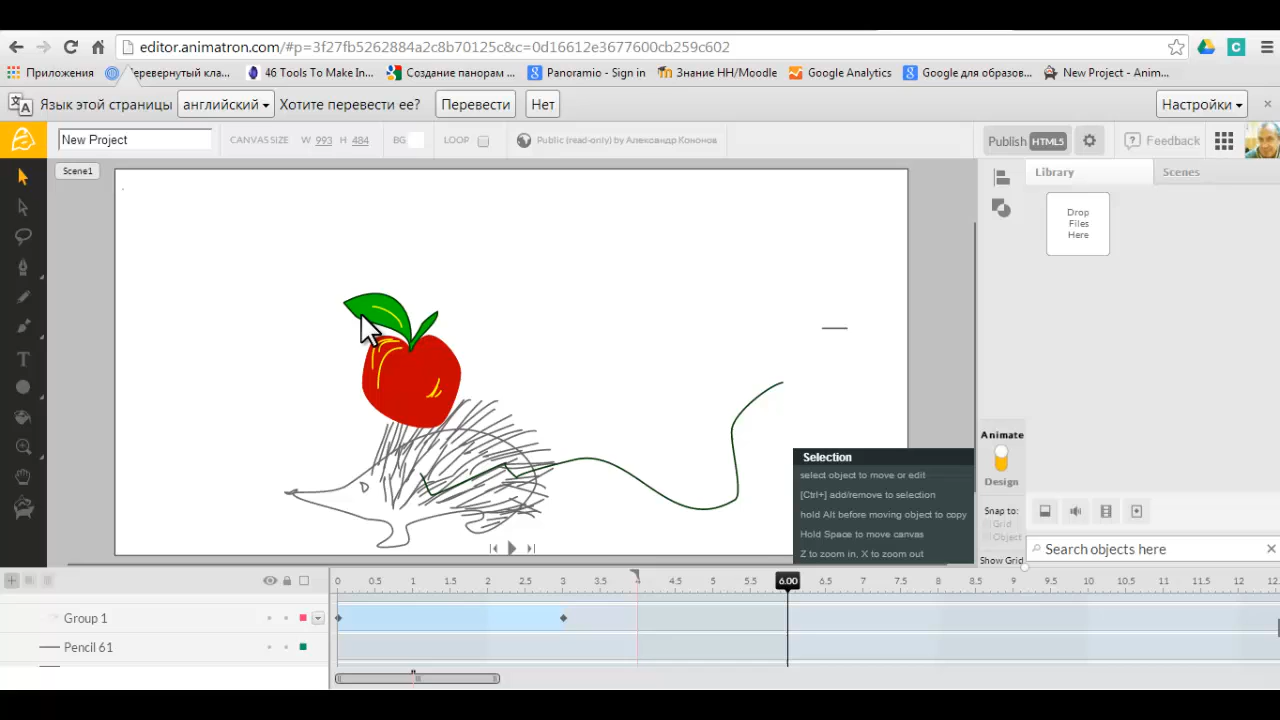 editor.animatron.com/#p=3f27fb5262884a2c8b70125c&c=0d16612e3677600cb259c602
Приложения
Іеревернутый кла...
46 Tools To Make In...
Создание панорам ...
Panoramio - Sign in
Знание НН/Moodle
Google Analytics
Google для образов...
New Project - Anim...
Язык этой страницы английский Хотите перевести ее? Перевести Нет Настройки
New Project CANVAS SIZE W 993 H 484 BG LOOP Public (read-only) by Александр Кононов Publish HTML5 Feedback
Scene1
Library Scenes
Drop
Files
Here
Animate
Design
Selection
select object to move or edit
[Ctrl+] add/remove to selection
hold Alt before moving object to copy
Hold Space to move canvas
Z to zoom in, X to zoom out
Snap to:
Grid
Object
Show Grid
Search objects here
0 0.5 1 1.5 2 2.5 3 3.5 4 4.5 5 5.5 6.00 6.5 7 7.5 8 8.5 9 9.5 10 10.5 11 11.5 12
Group 1
Pencil 61